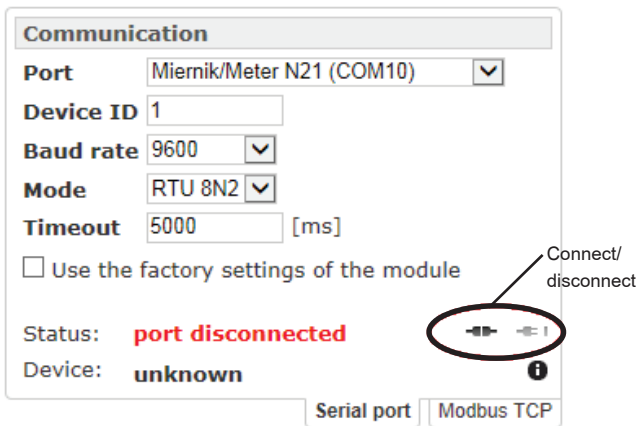 Communication
Port Miernik/Meter N21 (COM10)
Device ID 1
Baud rate 9600
Mode RTU 8N2
Timeout 5000 [ms]
Use the factory settings of the module
Connect/
disconnect
Status: port disconnected
Device: unknown
Serial port Modbus TCP